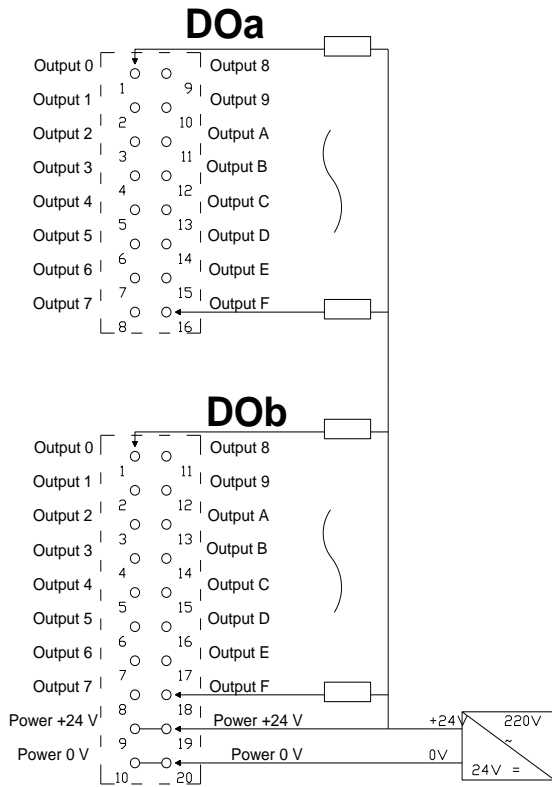 DOa
Output 0 Output 8
1 9
Output 1 Output 9
2 10
Output 2 Output A
3 11
Output 3 Output B
4 12
Output 4 Output C
5 13
Output 5 Output D
6 14
Output 6 Output E
7 15
Output 7 Output F
8 16
DOb
Output 0 Output 8
1 11
Output 1 Output 9
2 12
Output 2 Output A
3 13
Output 3 Output B
4 14
Output 4 Output C
5 15
Output 5 Output D
6 16
Output 6 Output E
7 17
Output 7 Output F
8 18
Power +24 V Power +24 V +24V 220V
~
9 19
Power 0 V Power 0 V 0V
10 20 24V =